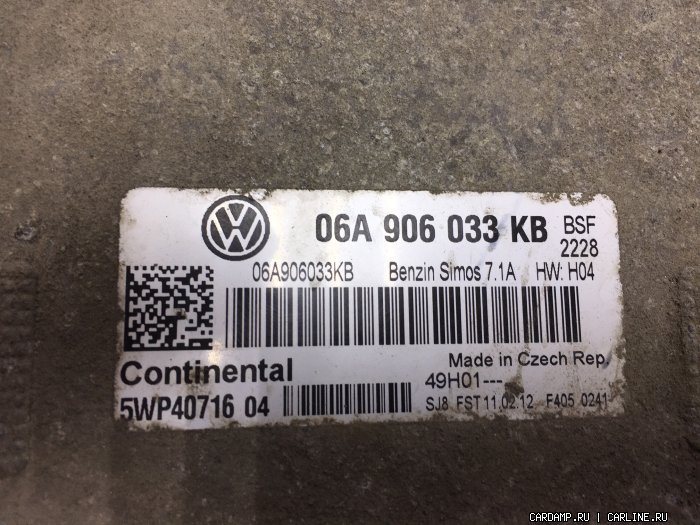 06A 906 033 KB BSF
2228
06A906033KB Benzin Simos 7.1A HW: H04
Continental Made in Czech Rep.
49H01---
5WP40716 04 SJ8 FST 11.02.12 F405 0241
CARDAMP.RU | CARLINE.RU